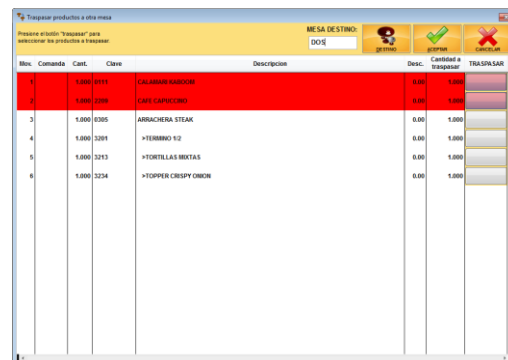 Traspasar productos a otra mesa
Presione el botón "traspasar" para
seleccionar los productos a traspasar.
MESA DESTINO:
DOS
DESTINO
ACEPTAR
CANCELAR
Mov. Comanda Cant. Clave Descripcion Desc. Cantidad a traspasar TRASPASAR
1 1.000 0111 CALAMARI HABOORI 0.00 1.000
2 1.000 3200 CAFE CAPUCCINO 0.00 1.000
3 1.000 0305 ARRACHERA STEAK 0.00 1.000
4 1.000 3201 >TERMINO 1/2 0.00 1.000
5 1.000 3213 >TORTILLAS MIXTAS 0.00 1.000
6 1.000 3234 >TOPPER CRISPY ONION 0.00 1.000